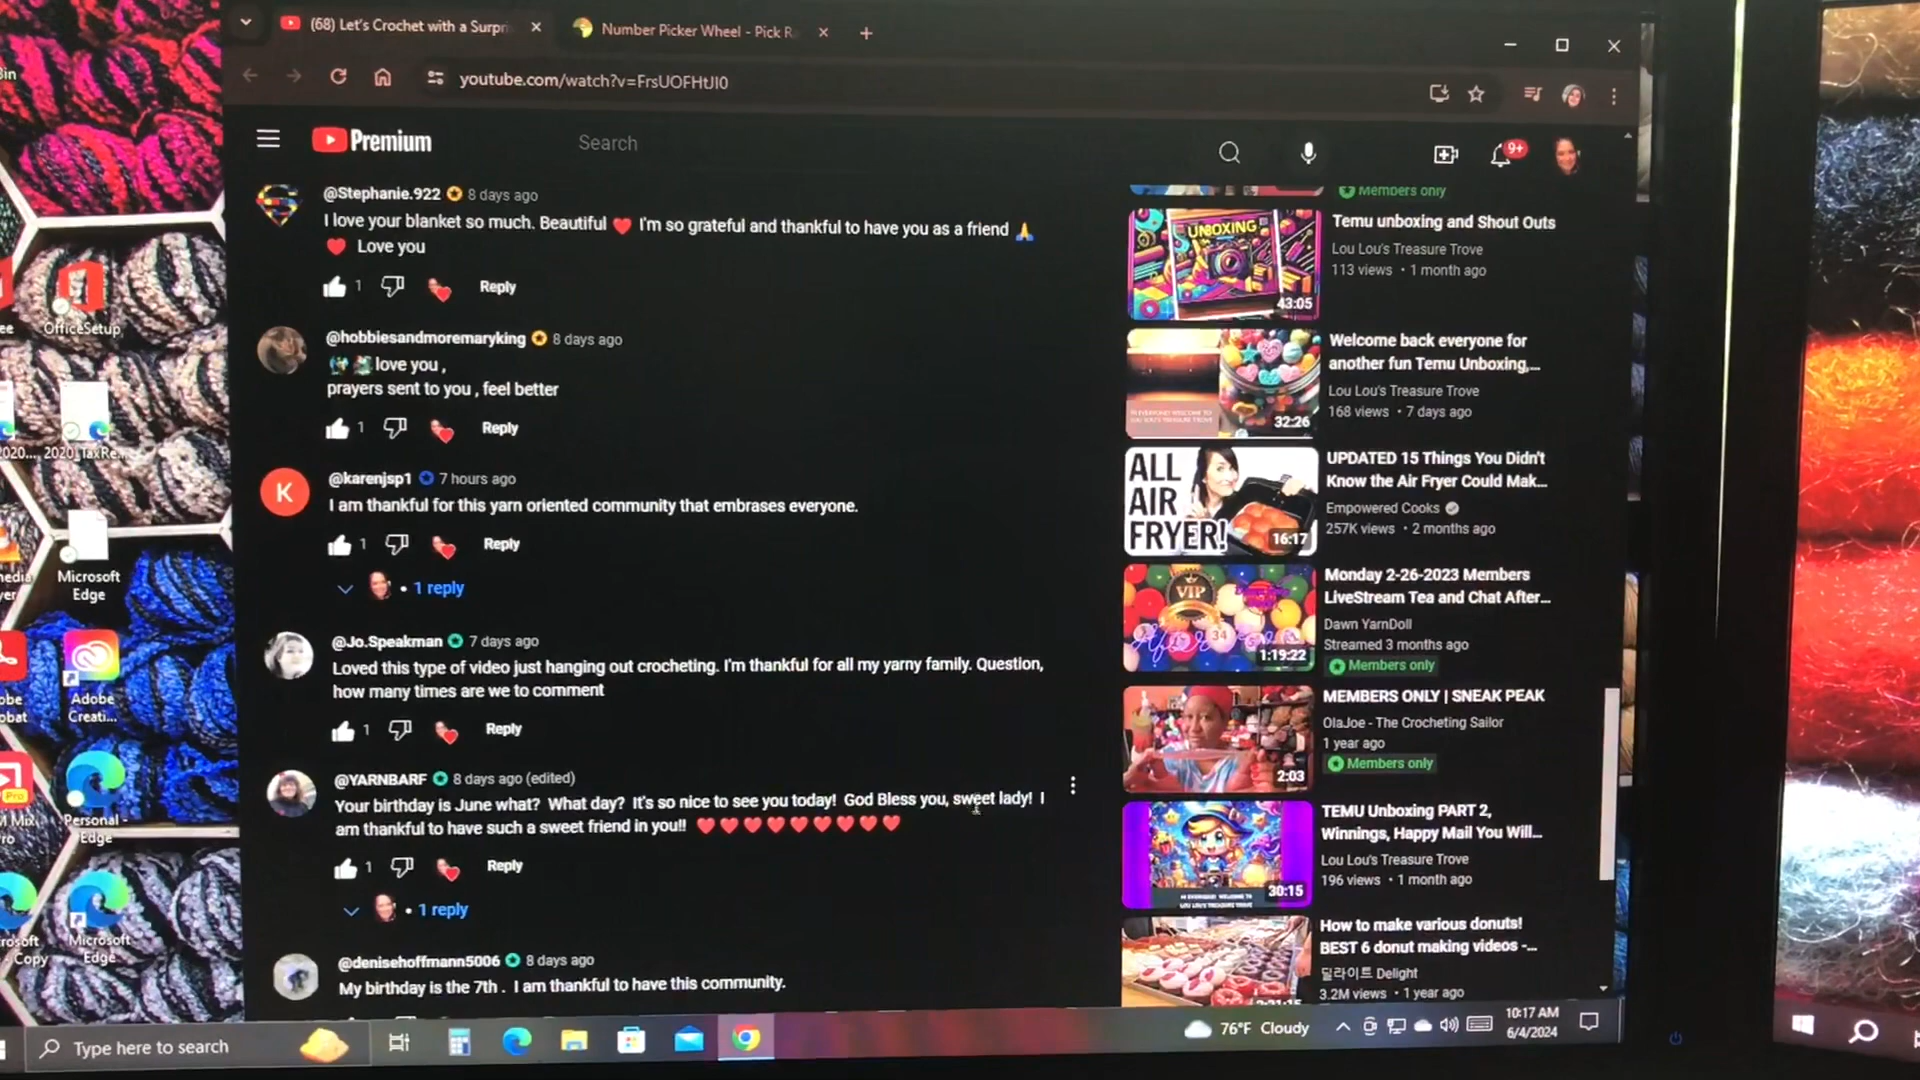 (68) Let's Crochet with a Surpri
Number Picker Wheel - Pick R
youtube.com/watch?v=FrsUOFHtJI0
Premium
Search
9+
@Stephanie.922 8 days ago
I love your blanket so much. Beautiful ❤️ I'm so grateful and thankful to have you as a friend 🙏
❤️ Love you
1 Reply
@hobbiesandmoremaryking 8 days ago
love you ,
prayers sent to you , feel better
1 Reply
K
@karenjsp1 7 hours ago
I am thankful for this yarn oriented community that embrases everyone.
1 Reply
• 1 reply
@Jo.Speakman 7 days ago
Loved this type of video just hanging out crocheting. I'm thankful for all my yarny family. Question,
how many times are we to comment
1 Reply
@YARNBARF 8 days ago (edited)
Your birthday is June what? What day? It's so nice to see you today! God Bless you, sweet lady! I
am thankful to have such a sweet friend in you!! ❤️❤️❤️❤️❤️❤️❤️❤️❤️
1 Reply
• 1 reply
@denisehoffmann5006 8 days ago
My birthday is the 7th . I am thankful to have this community.
Members only
UNBOXING
43:05
Temu unboxing and Shout Outs
Lou Lou's Treasure Trove
113 views • 1 month ago
32:26
Welcome back everyone for
another fun Temu Unboxing,...
Lou Lou's Treasure Trove
168 views • 7 days ago
ALL
AIR
FRYER!
16:17
UPDATED 15 Things You Didn't
Know the Air Fryer Could Mak...
Empowered Cooks
257K views • 2 months ago
VIP
34
1:19:22
Monday 2-26-2023 Members
LiveStream Tea and Chat After...
Dawn YarnDoll
Streamed 3 months ago
Members only
2:03
MEMBERS ONLY | SNEAK PEAK
OlaJoe - The Crocheting Sailor
1 year ago
Members only
30:15
TEMU Unboxing PART 2,
Winnings, Happy Mail You Will...
Lou Lou's Treasure Trove
196 views • 1 month ago
How to make various donuts!
BEST 6 donut making videos -...
딜라이트 Delight
3.2M views • 1 year ago
OfficeSetup
2020_TaxRe...
Microsoft
Edge
Adobe
Creati...
Pro
Personal -
Edge
Microsoft
Edge
- Copy
Type here to search
76°F Cloudy
10:17 AM
6/4/2024